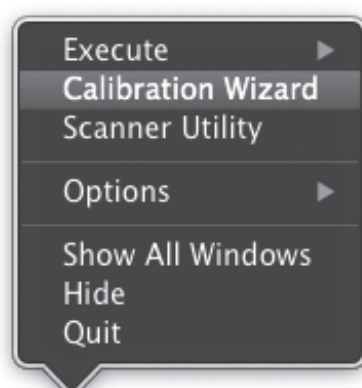 Execute
Calibration Wizard
Scanner Utility
Options
Show All Windows
Hide
Quit